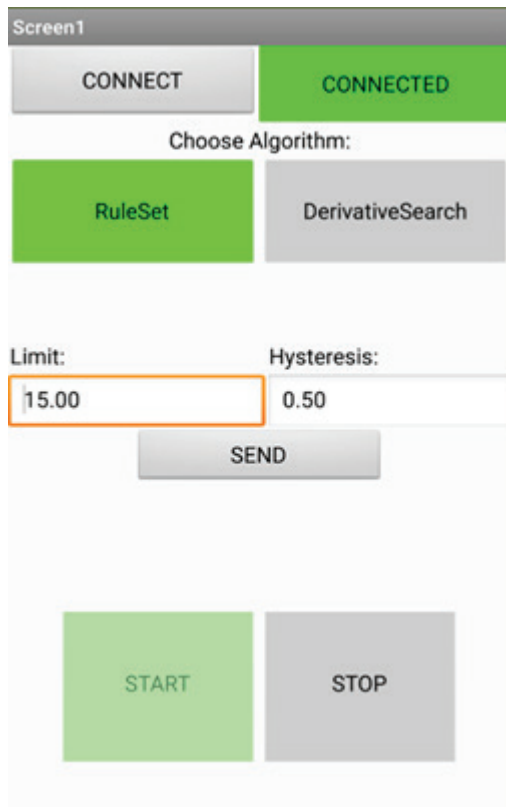 Screen1
CONNECT CONNECTED
Choose Algorithm:
RuleSet DerivativeSearch
Limit: Hysteresis:
15.00 0.50
SEND
START STOP